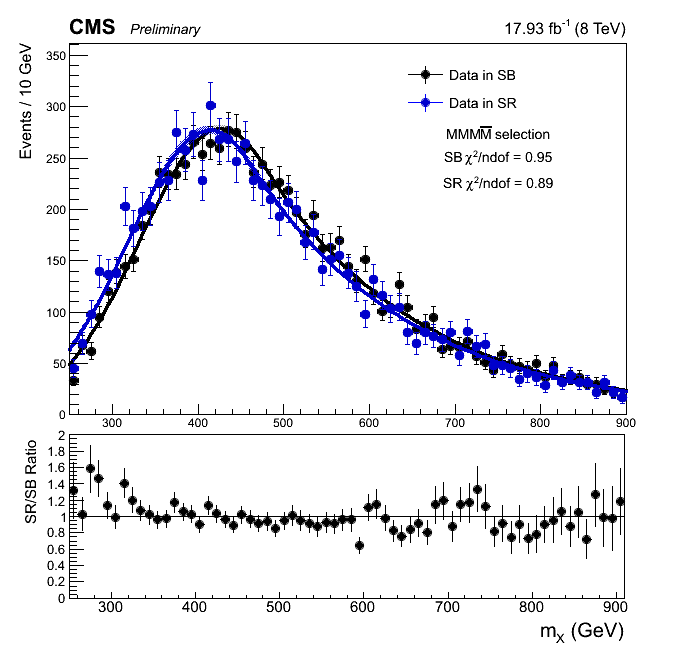 CMS Preliminary 17.93 fb⁻¹ (8 TeV)
Events / 10 GeV
350
300
250
200
150
100
50
0
Data in SB
Data in SR
MMMM̅ selection
SB χ²/ndof = 0.95
SR χ²/ndof = 0.89
300 400 500 600 700 800 900
SR/SB Ratio
2
1.8
1.6
1.4
1.2
1
0.8
0.6
0.4
0.2
0
300 400 500 600 700 800 900
m_X (GeV)